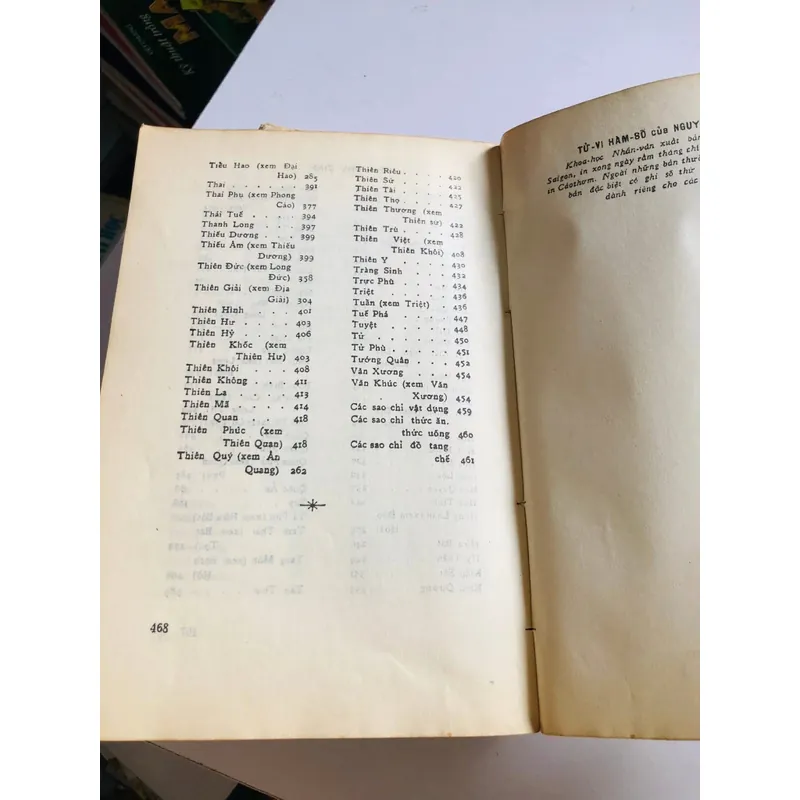 Kỹ thuật trồng
Tiểu Hao (xem Đại
Hao) 285
Thai . . . . . . 391
Thai Phụ (xem Phong
Cáo) 377
Thái Tuế . . . . 394
Thanh Long . . . 397
Thiếu Dương . . . 399
Thiếu Âm (xem Thiếu
Dương) 399
Thiên Đức (xem Long
Đức) 358
Thiên Giải (xem Địa
Giải) 304
Thiên Hình . . . 401
Thiên Hư . . . 403
Thiên Hỷ . . . . 406
Thiên Khốc (xem
Thiên Hư) 403
Thiên Khôi . . . 408
Thiên Không . . . 411
Thiên La . . . . 413
Thiên Mã . . . . 414
Thiên Quan . . . 418
Thiên Phúc (xem
Thiên Quan) 418
Thiên Quý (xem Ân
Quang) 262
Thiên Riêu . . . . 420
Thiên Sứ . . . . 422
Thiên Tài . . . . 425
Thiên Thọ . . . . 427
Thiên Thương (xem
Thiên sứ) 422
Thiên Trù . . . . 428
Thiên Việt (xem
Thiên Khôi) 408
Thiên Y . . . . 430
Tràng Sinh . . . . 432
Trực Phù . . . . 434
Triệt . . . . . 436
Tuần (xem Triệt) . 436
Tuế Phá . . . . 447
Tuyệt . . . . . 448
Tử . . . . . . 450
Tử Phù . . . . . 451
Tướng Quân . . . 452
Văn Xương . . . . 454
Văn Khúc (xem Văn
Xương) 454
Các sao chỉ vật dụng 459
Các sao chỉ thức ăn,
thức uống 460
Các sao chỉ đồ tang
chế 461
468
TỬ-VI HÀM-SỐ của NGUY
Khoa-học Nhân-văn xuất bản
Saigon, in xong ngày rằm tháng chí
in Cáothơm. Ngoài những bản thườ
bản đặc biệt có ghi số thứ
dành riêng cho các